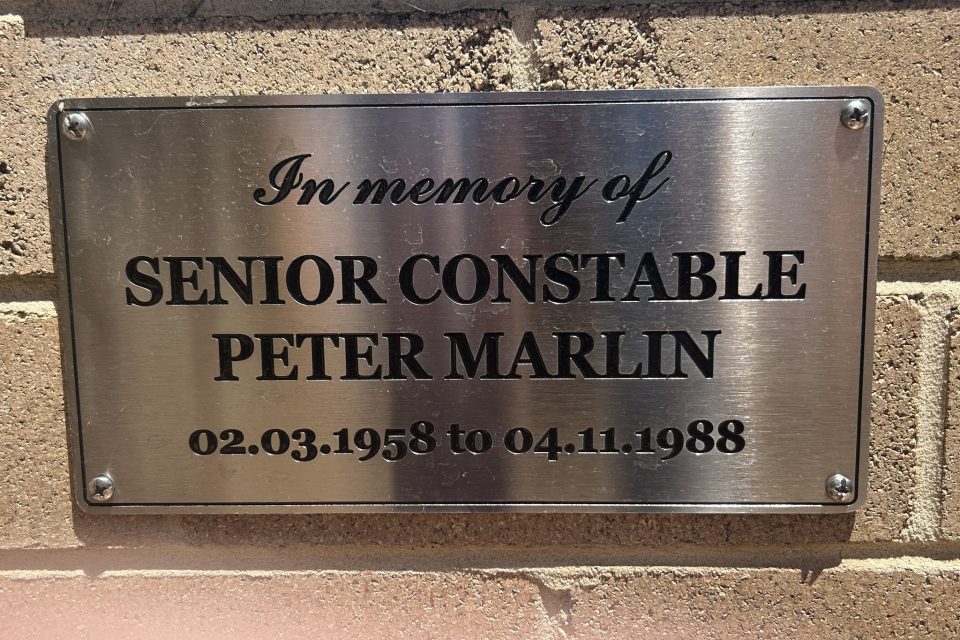 In memory of
SENIOR CONSTABLE
PETER MARLIN
02.03.1958 to 04.11.1988